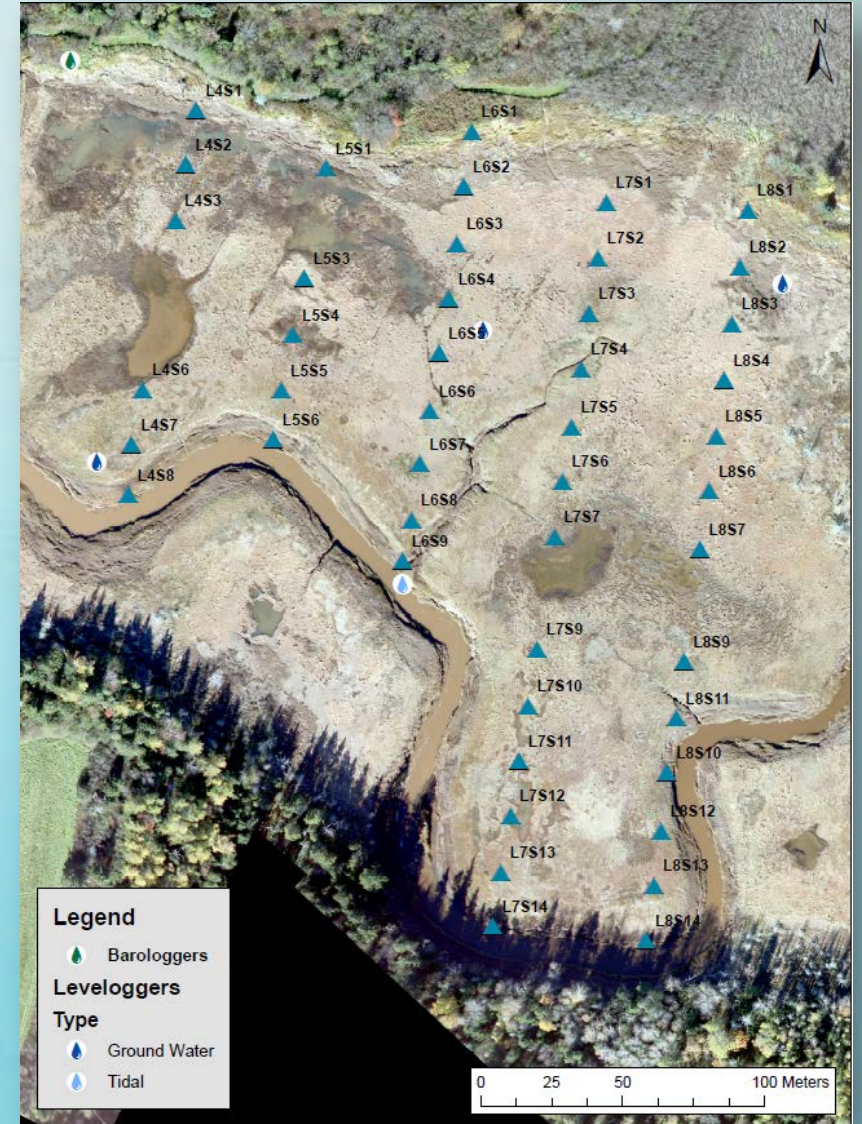 N
L4S1
L6S1
L4S2
L5S1
L6S2
L7S1
L8S1
L4S3
L6S3
L7S2
L8S2
L5S3
L6S4
L7S3
L8S3
L5S4
L6S5
L7S4
L8S4
L4S6
L5S5
L6S6
L7S5
L8S5
L4S7
L5S6
L6S7
L7S6
L8S6
L4S8
L6S8
L7S7
L8S7
L6S9
L7S9
L8S9
L7S10
L8S11
L7S11
L8S10
L7S12
L8S12
L7S13
L8S13
L7S14
L8S14
Legend
Barologgers
Leveloggers
Type
Ground Water
Tidal
0 25 50 100 Meters